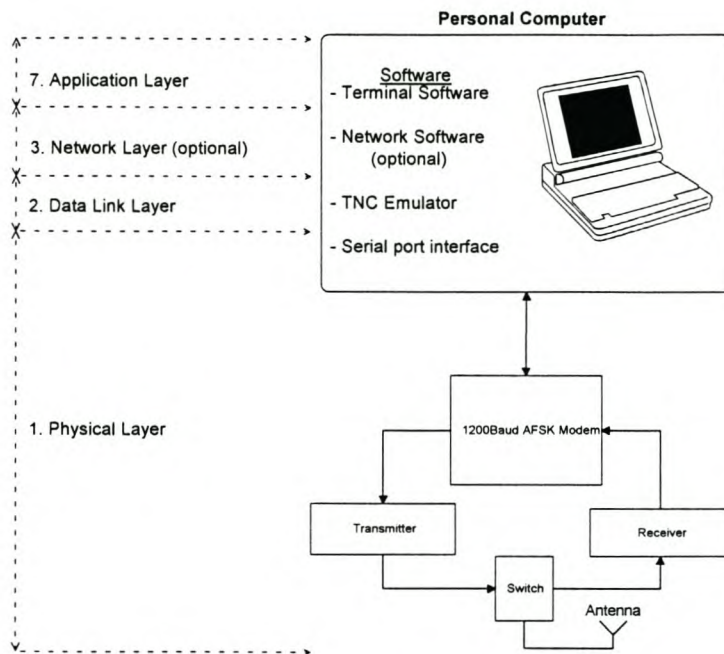 Personal Computer
7. Application Layer
3. Network Layer (optional)
2. Data Link Layer
1. Physical Layer
Software
- Terminal Software
- Network Software
(optional)
- TNC Emulator
- Serial port interface
1200Baud AFSK Modem
Transmitter
Receiver
Switch
Antenna